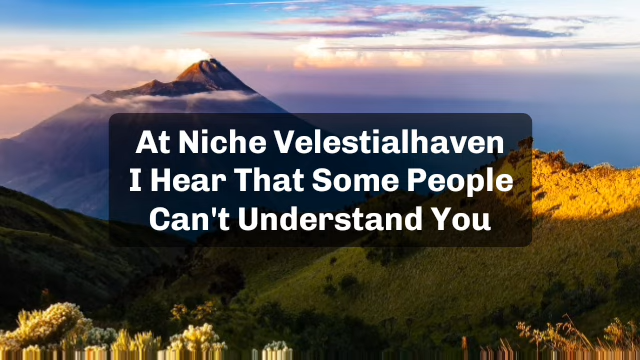 At Niche Velestialhaven
I Hear That Some People
Can't Understand You